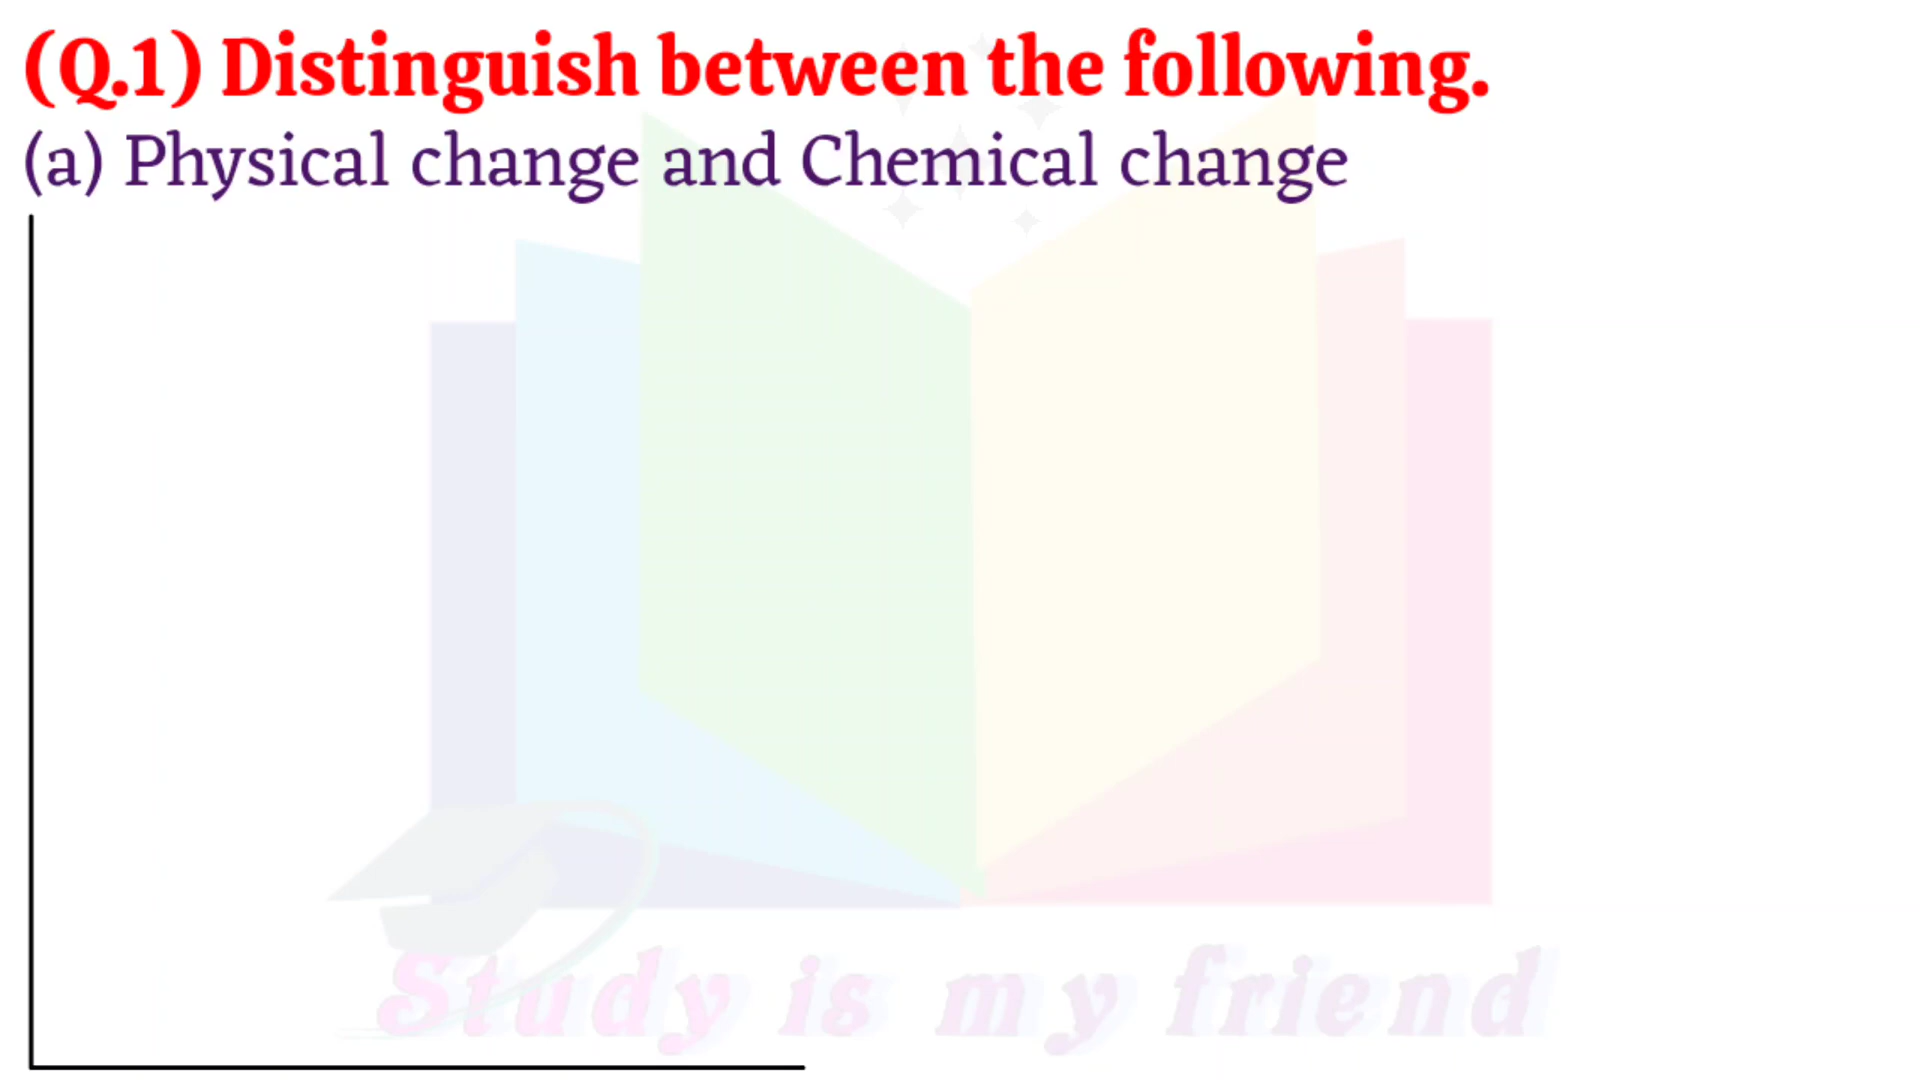 (Q.1) Distinguish between the following.
(a) Physical change and Chemical change
Study is my friend